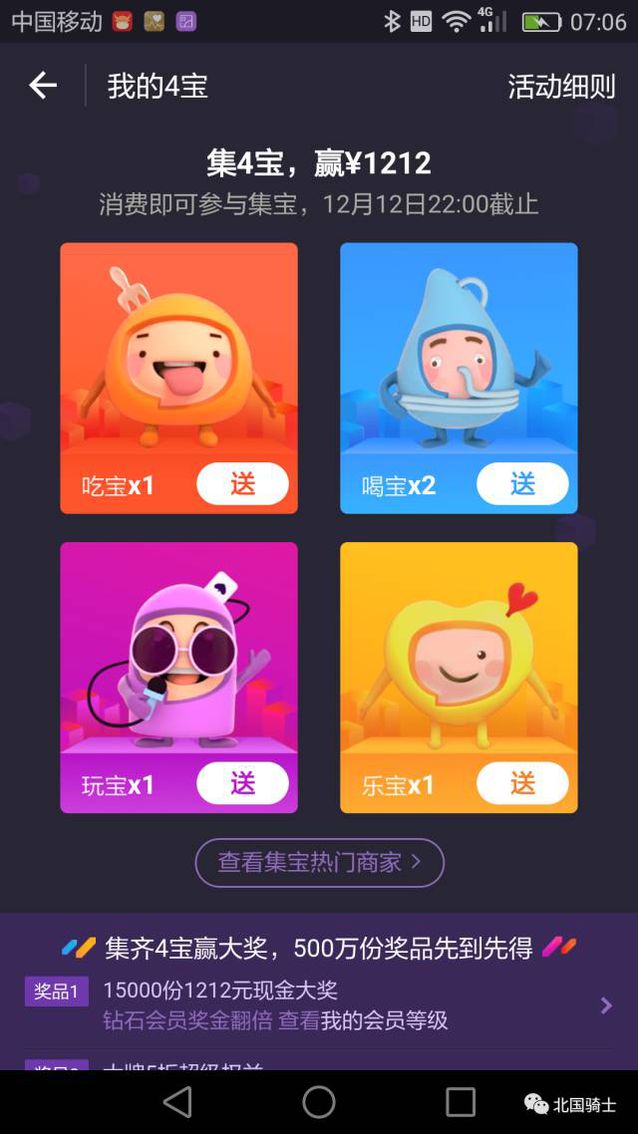 中国移动 HD 4G 07:06
我的4宝 活动细则
集4宝，赢¥1212
消费即可参与集宝，12月12日22:00截止
吃宝x1 送
喝宝x2 送
玩宝x1 送
乐宝x1 送
查看集宝热门商家 >
集齐4宝赢大奖，500万份奖品先到先得
奖品1 15000份1212元现金大奖
钻石会员奖金翻倍 查看我的会员等级
北国骑士